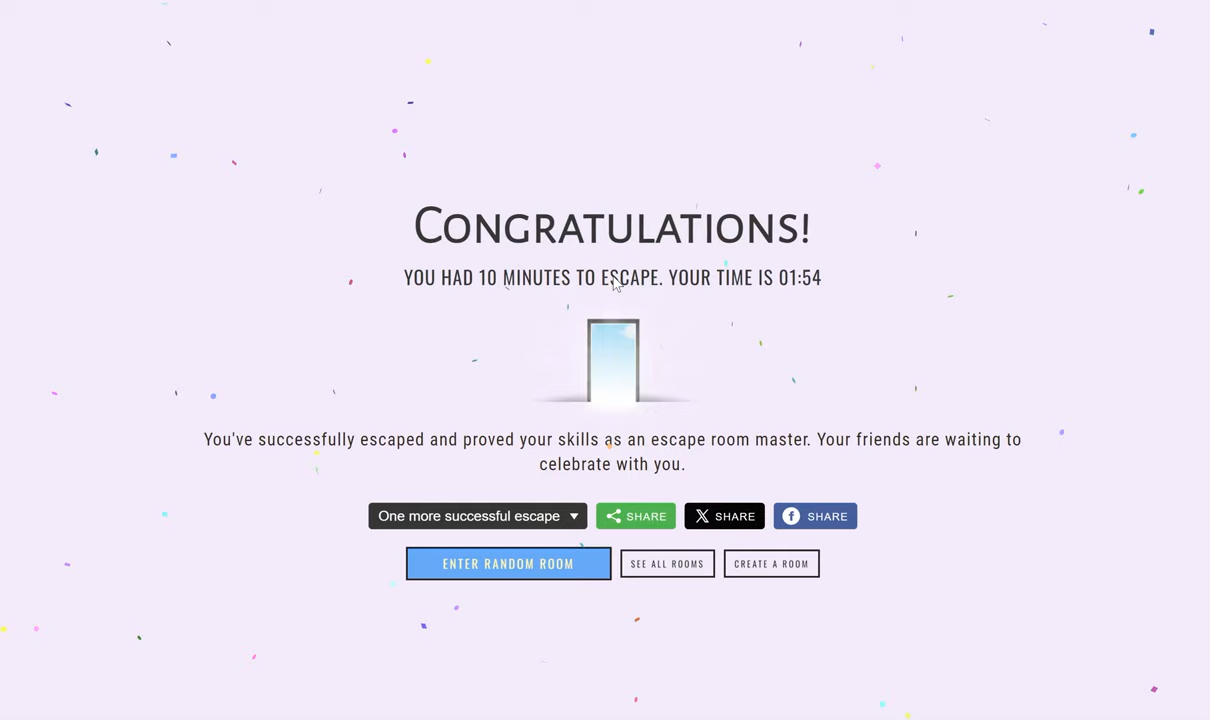 Congratulations!
YOU HAD 10 MINUTES TO ESCAPE. YOUR TIME IS 01:54
You've successfully escaped and proved your skills as an escape room master. Your friends are waiting to
celebrate with you.
One more successful escape SHARE SHARE SHARE
ENTER RANDOM ROOM SEE ALL ROOMS CREATE A ROOM